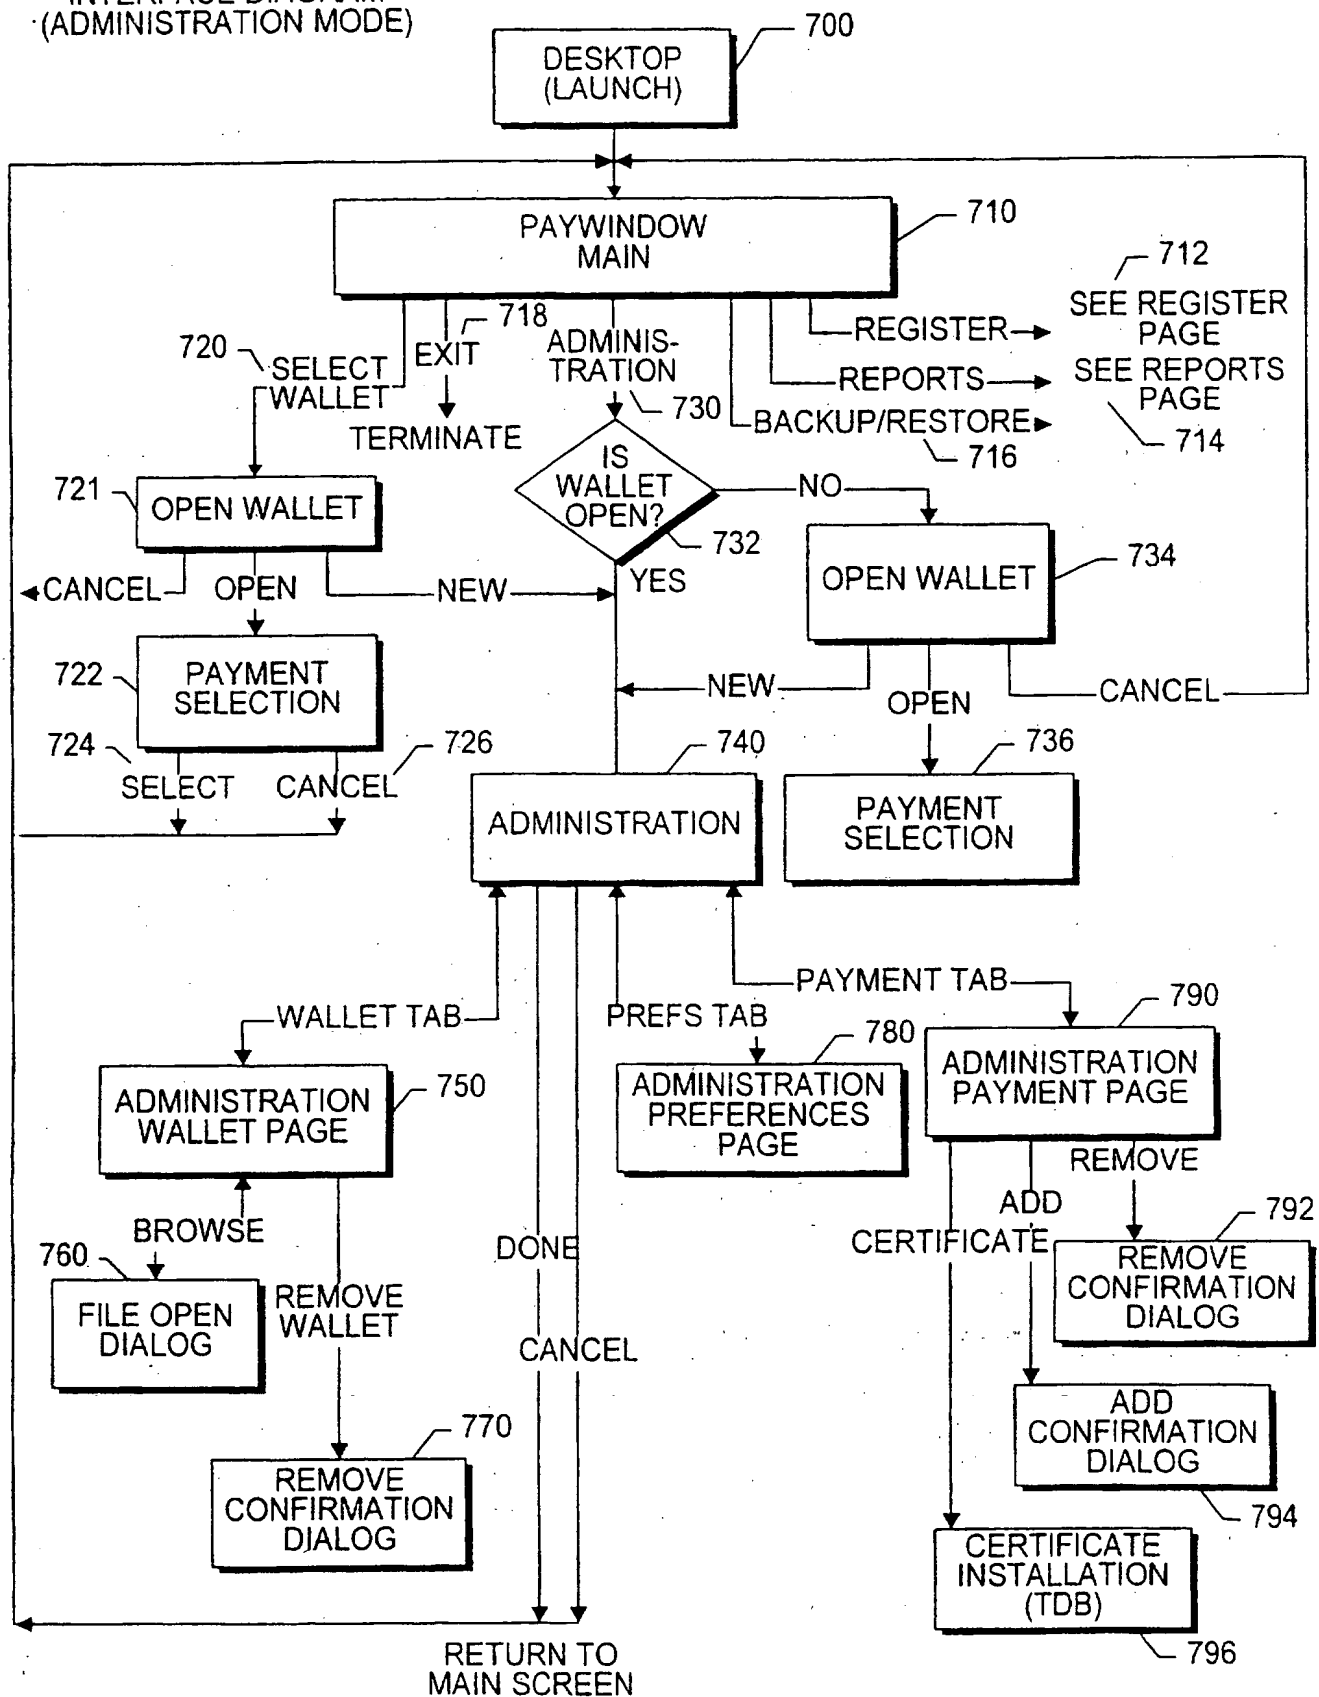 INTERFACE DIAGRAM
(ADMINISTRATION MODE)
700
DESKTOP
(LAUNCH)
710
PAYWINDOW
MAIN
712
SEE REGISTER
PAGE
718
REGISTER
720
SELECT
WALLET
EXIT
ADMINIS-
TRATION
REPORTS
SEE REPORTS
PAGE
730
BACKUP/RESTORE
714
TERMINATE
716
721
OPEN WALLET
IS
WALLET
OPEN?
NO
732
734
OPEN WALLET
CANCEL
OPEN
NEW
YES
722
PAYMENT
SELECTION
NEW
OPEN
CANCEL
724
726
740
736
SELECT
CANCEL
ADMINISTRATION
PAYMENT
SELECTION
PAYMENT TAB
790
WALLET TAB
PREFS TAB
780
750
ADMINISTRATION
WALLET PAGE
ADMINISTRATION
PREFERENCES
PAGE
ADMINISTRATION
PAYMENT PAGE
REMOVE
ADD
792
BROWSE
CERTIFICATE
DONE
760
FILE OPEN
DIALOG
REMOVE
WALLET
REMOVE
CONFIRMATION
DIALOG
CANCEL
770
ADD
CONFIRMATION
DIALOG
REMOVE
CONFIRMATION
DIALOG
794
CERTIFICATE
INSTALLATION
(TDB)
796
RETURN TO
MAIN SCREEN